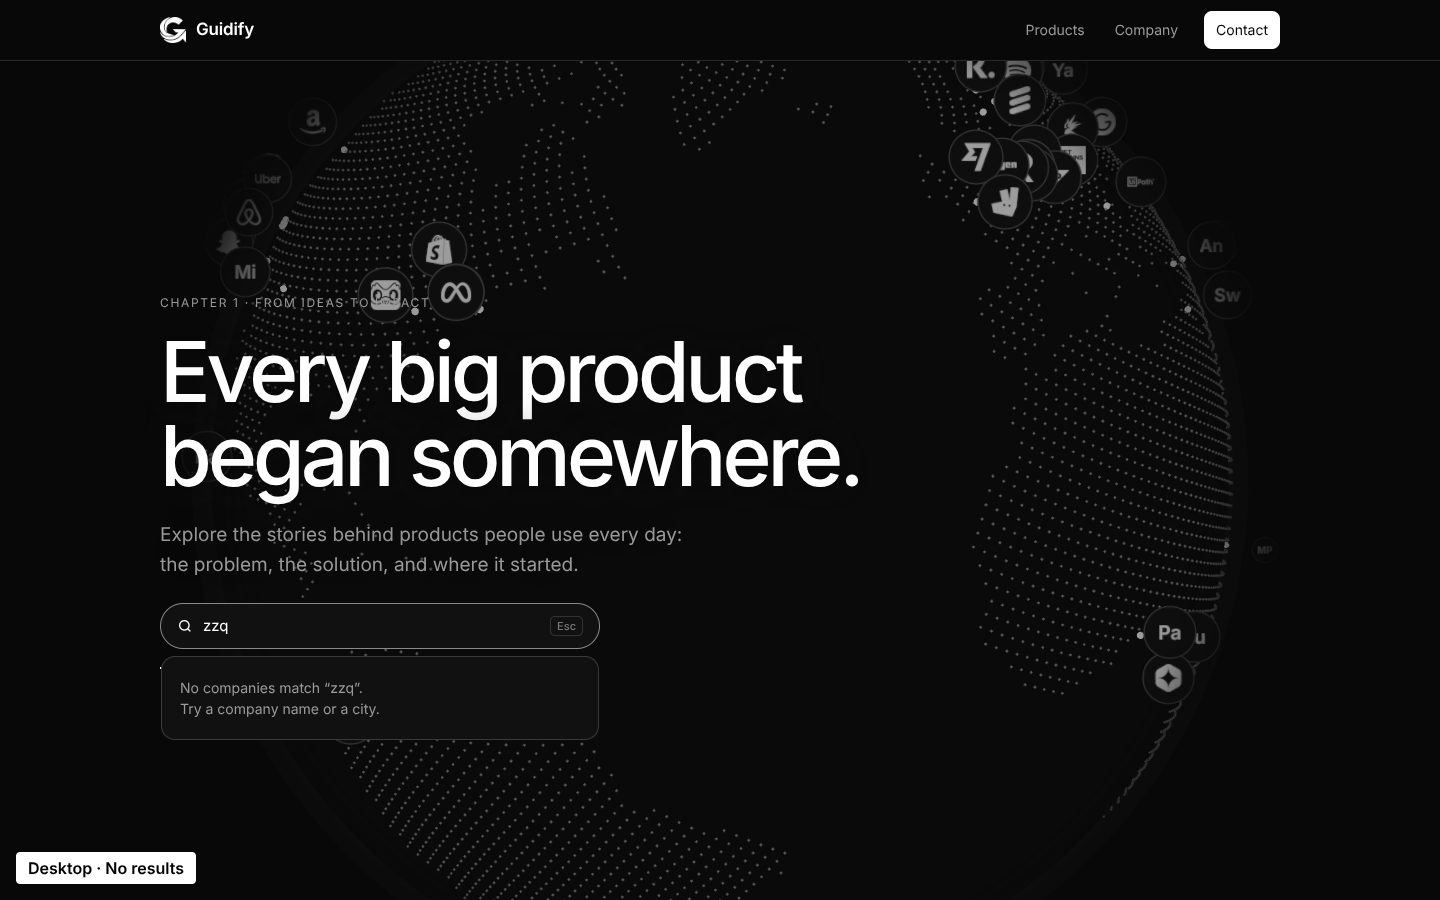 Guidify
Products
Company
Contact
K.
Ya
a
G
Uber
UiPath
An
Mi
S
Sw
CHAPTER 1 · FROM IDEAS TO
ACT
Every big product
began somewhere.
Explore the stories behind products people use every day:
the problem, the solution, and where it started.
MP
zzq
Esc
Pa
u
No companies match “zzq”.
Try a company name or a city.
Desktop · No results